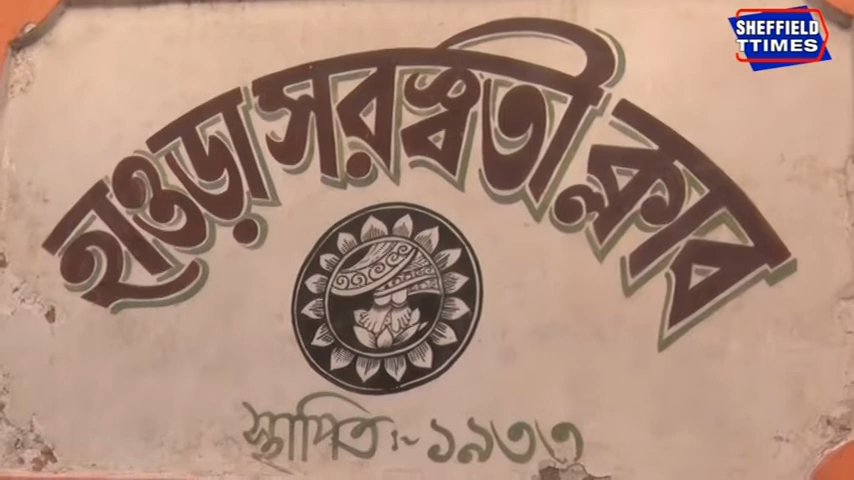 SHEFFIELD
TTIMES
হাওড়া সরস্বতী ক্লাব
স্থাপিত :- ১৯৩৩